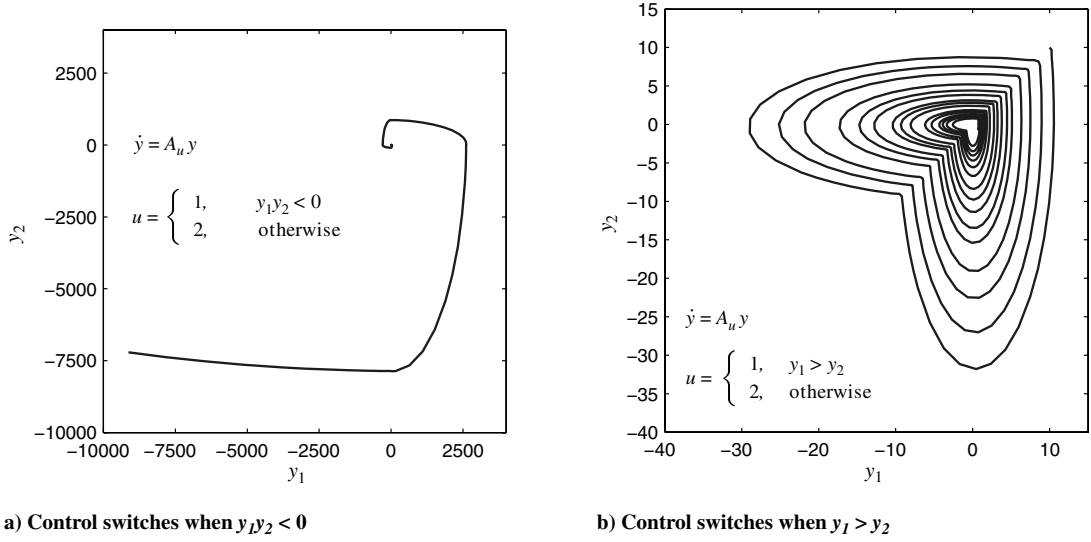 2500
0
−2500
−5000
−7500
−10000
y2
ẏ = Au y
u = { 1, y1y2 < 0
2, otherwise
−10000 −7500 −5000 −2500 0 2500
y1
a) Control switches when y1y2 < 0
15
10
5
0
−5
−10
−15
−20
−25
−30
−35
−40
y2
ẏ = Au y
u = { 1, y1 > y2
2, otherwise
−40 −30 −20 −10 0 10
y1
b) Control switches when y1 > y2